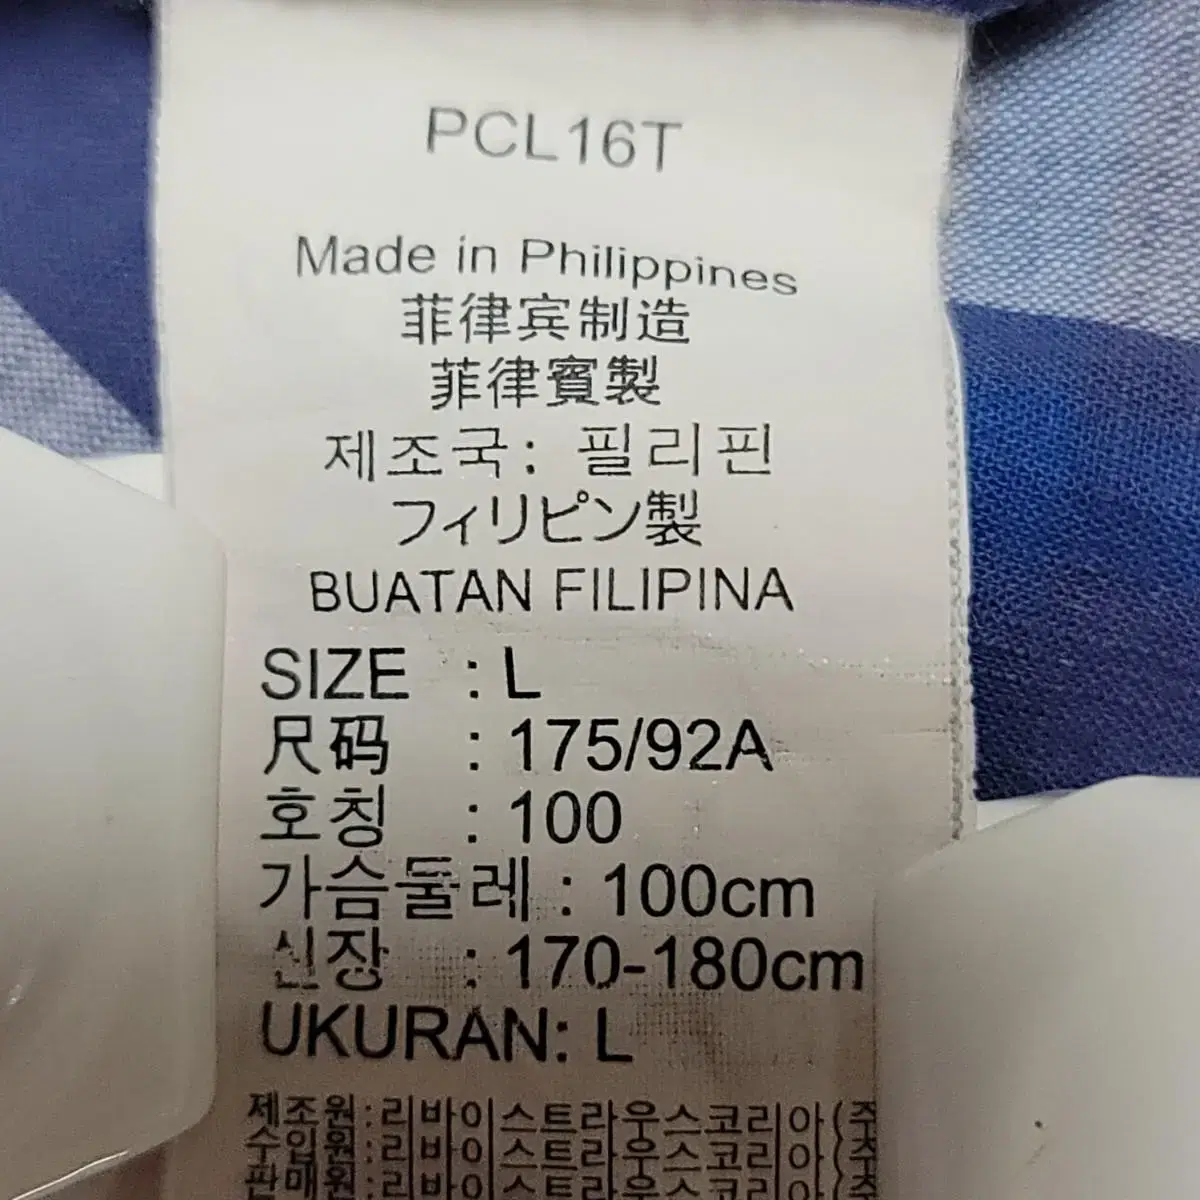 PCL16T
Made in Philippines
菲律宾制造
菲律賓製
제조국: 필리핀
フィリピン製
BUATAN FILIPINA
SIZE : L
尺码 : 175/92A
호칭 : 100
가슴둘레 : 100cm
신장 : 170-180cm
UKURAN: L
제조원:리바이스트라우스코리아(주
수입원:리바이스트라우스코리아(주
판매원:리바이스트라우스코리아(주